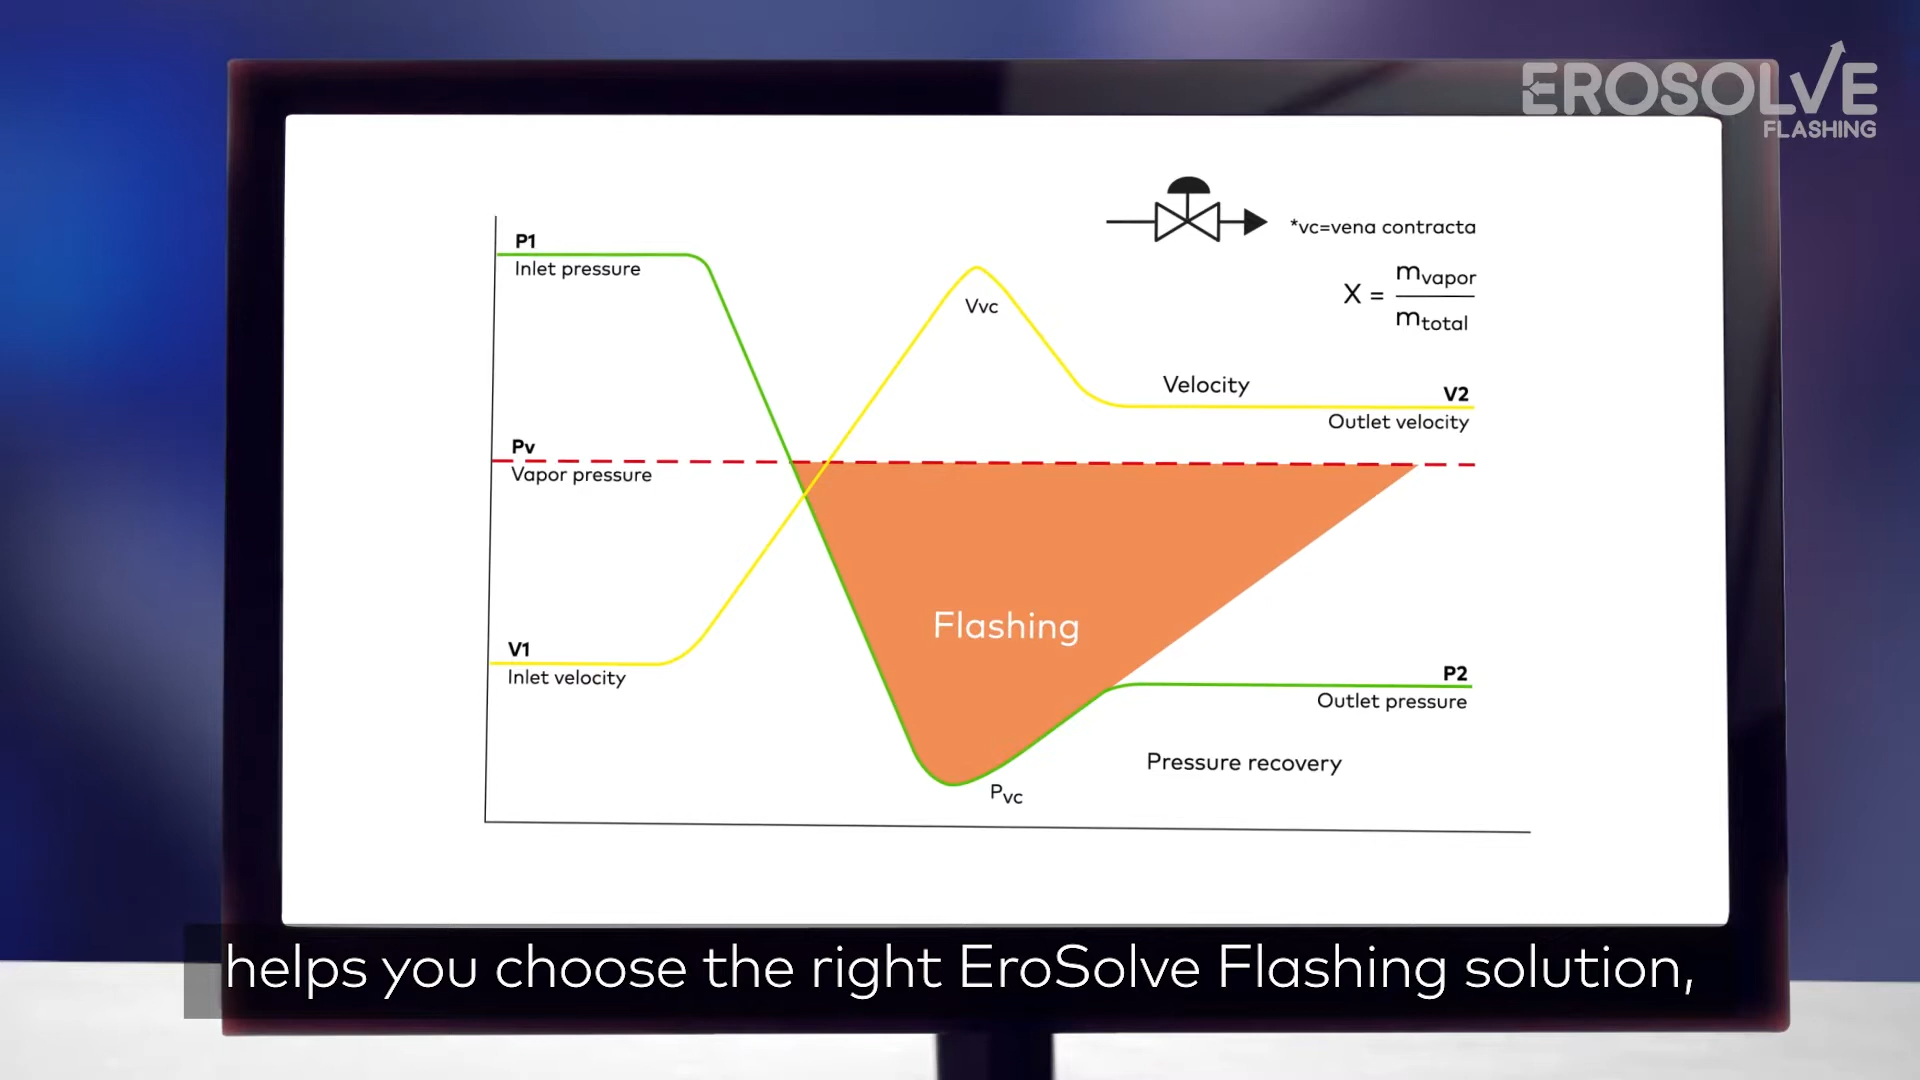 EROSOLVE
FLASHING
*vc=vena contracta
P1
Inlet pressure
X = mvapor / mtotal
Vvc
Velocity
V2
Outlet velocity
Pv
Vapor pressure
Flashing
V1
Inlet velocity
P2
Outlet pressure
Pressure recovery
Pvc
helps you choose the right EroSolve Flashing solution,